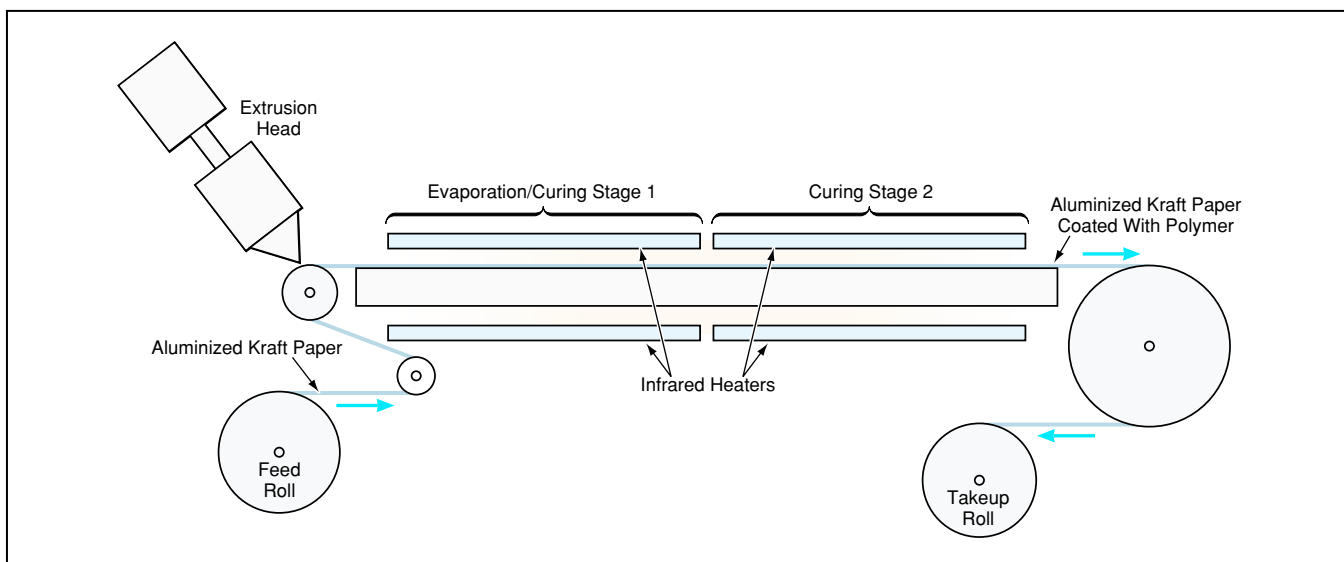 Extrusion
Head
Evaporation/Curing Stage 1
Curing Stage 2
Aluminized Kraft Paper
Coated With Polymer
Aluminized Kraft Paper
Infrared Heaters
Feed
Roll
Takeup
Roll